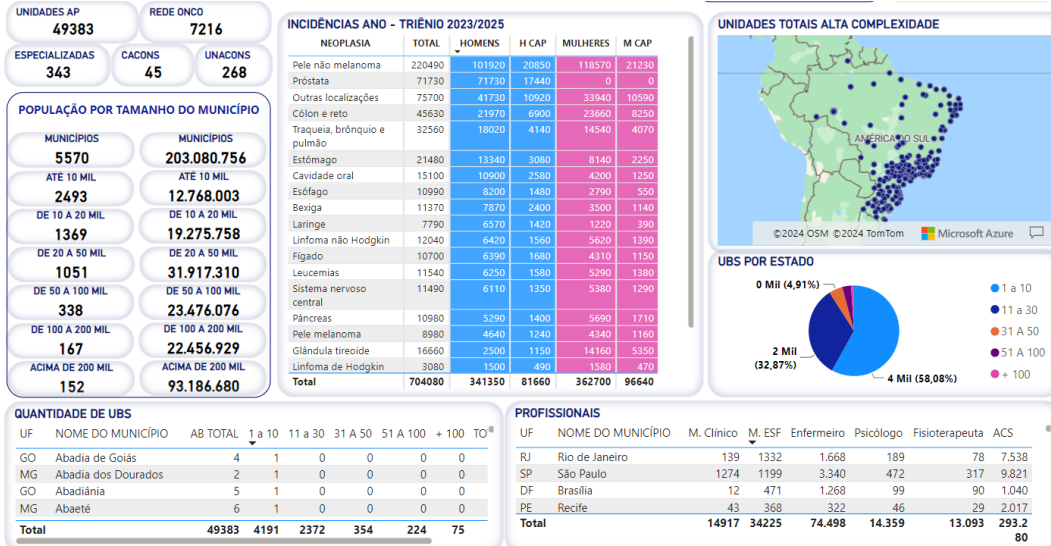 UNIDADES AP
49383
REDE ONCO
7216
ESPECIALIZADAS
343
CACONS
45
UNACONS
268
POPULAÇÃO POR TAMANHO DO MUNICÍPIO
MUNICÍPIOS MUNICÍPIOS
5570 203.080.756
ATÉ 10 MIL ATÉ 10 MIL
2493 12.768.003
DE 10 A 20 MIL DE 10 A 20 MIL
1369 19.275.758
DE 20 A 50 MIL DE 20 A 50 MIL
1051 31.917.310
DE 50 A 100 MIL DE 50 A 100 MIL
338 23.476.076
DE 100 A 200 MIL DE 100 A 200 MIL
167 22.456.929
ACIMA DE 200 MIL ACIMA DE 200 MIL
152 93.186.680
INCIDÊNCIAS ANO - TRIÊNIO 2023/2025
NEOPLASIA TOTAL HOMENS H CAP MULHERES M CAP
Pele não melanoma 220490 101920 20850 118570 21230
Próstata 71730 71730 17440 0 0
Outras localizações 75700 41730 10920 33940 10590
Cólon e reto 45630 21970 6900 23660 8250
Traqueia, brônquio e 32560 18020 4140 14540 4070
pulmão
Estômago 21480 13340 3080 8140 2250
Cavidade oral 15100 10900 2580 4200 1250
Esôfago 10990 8200 1480 2790 550
Bexiga 11370 7870 2400 3500 1140
Laringe 7790 6570 1420 1220 390
Linfoma não Hodgkin 12040 6420 1560 5620 1390
Fígado 10700 6390 1680 4310 1150
Leucemias 11540 6250 1580 5290 1380
Sistema nervoso 11490 6110 1350 5380 1290
central
Pâncreas 10980 5290 1400 5690 1710
Pele melanoma 8980 4640 1240 4340 1160
Glândula tireoide 16660 2500 1150 14160 5350
Linfoma de Hodgkin 3080 1500 490 1580 470
Total 704080 341350 81660 362700 96640
UNIDADES TOTAIS ALTA COMPLEXIDADE
AMÉRICA DO SUL
©2024 OSM ©2024 TomTom Microsoft Azure
UBS POR ESTADO
0 Mil (4,91%)
2 Mil
(32,87%)
4 Mil (58,08%)
1 a 10
11 a 30
31 A 50
51 A 100
+ 100
QUANTIDADE DE UBS
UF NOME DO MUNICÍPIO AB TOTAL 1 a 10 11 a 30 31 A 50 51 A 100 + 100 TO
GO Abadia de Goiás 4 1 0 0 0 0
MG Abadia dos Dourados 2 1 0 0 0 0
GO Abadiânia 5 1 0 0 0 0
MG Abaeté 6 1 0 0 0 0
Total 49383 4191 2372 354 224 75
PROFISSIONAIS
UF NOME DO MUNICÍPIO M. Clínico M. ESF Enfermeiro Psicólogo Fisioterapeuta ACS
RJ Rio de Janeiro 139 1332 1.668 189 78 7.538
SP São Paulo 1274 1199 3.340 472 317 9.821
DF Brasília 12 471 1.268 99 90 1.040
PE Recife 43 368 322 46 29 2.017
Total 14917 34225 74.498 14.359 13.093 293.2
80